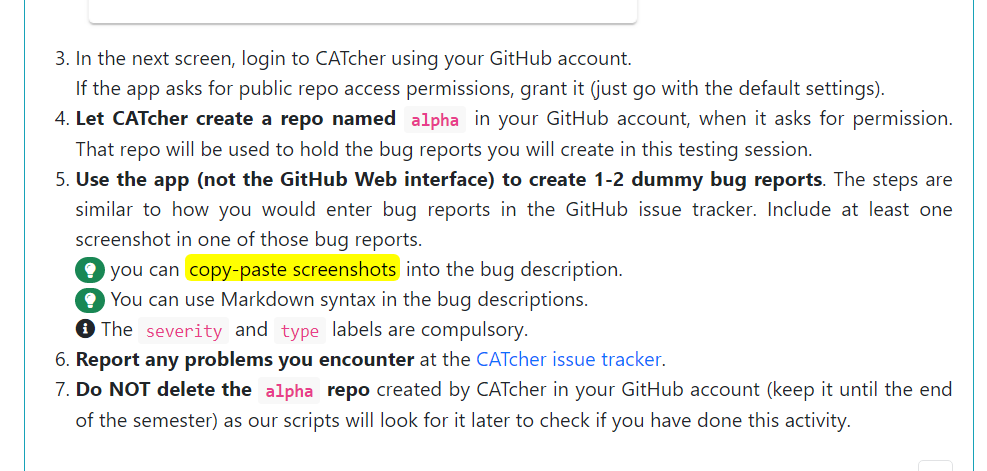 3. In the next screen, login to CATcher using your GitHub account.
If the app asks for public repo access permissions, grant it (just go with the default settings).
4. Let CATcher create a repo named alpha in your GitHub account, when it asks for permission.
That repo will be used to hold the bug reports you will create in this testing session.
5. Use the app (not the GitHub Web interface) to create 1-2 dummy bug reports. The steps are
similar to how you would enter bug reports in the GitHub issue tracker. Include at least one
screenshot in one of those bug reports.
you can copy-paste screenshots into the bug description.
You can use Markdown syntax in the bug descriptions.
The severity and type labels are compulsory.
6. Report any problems you encounter at the CATcher issue tracker.
7. Do NOT delete the alpha repo created by CATcher in your GitHub account (keep it until the end
of the semester) as our scripts will look for it later to check if you have done this activity.